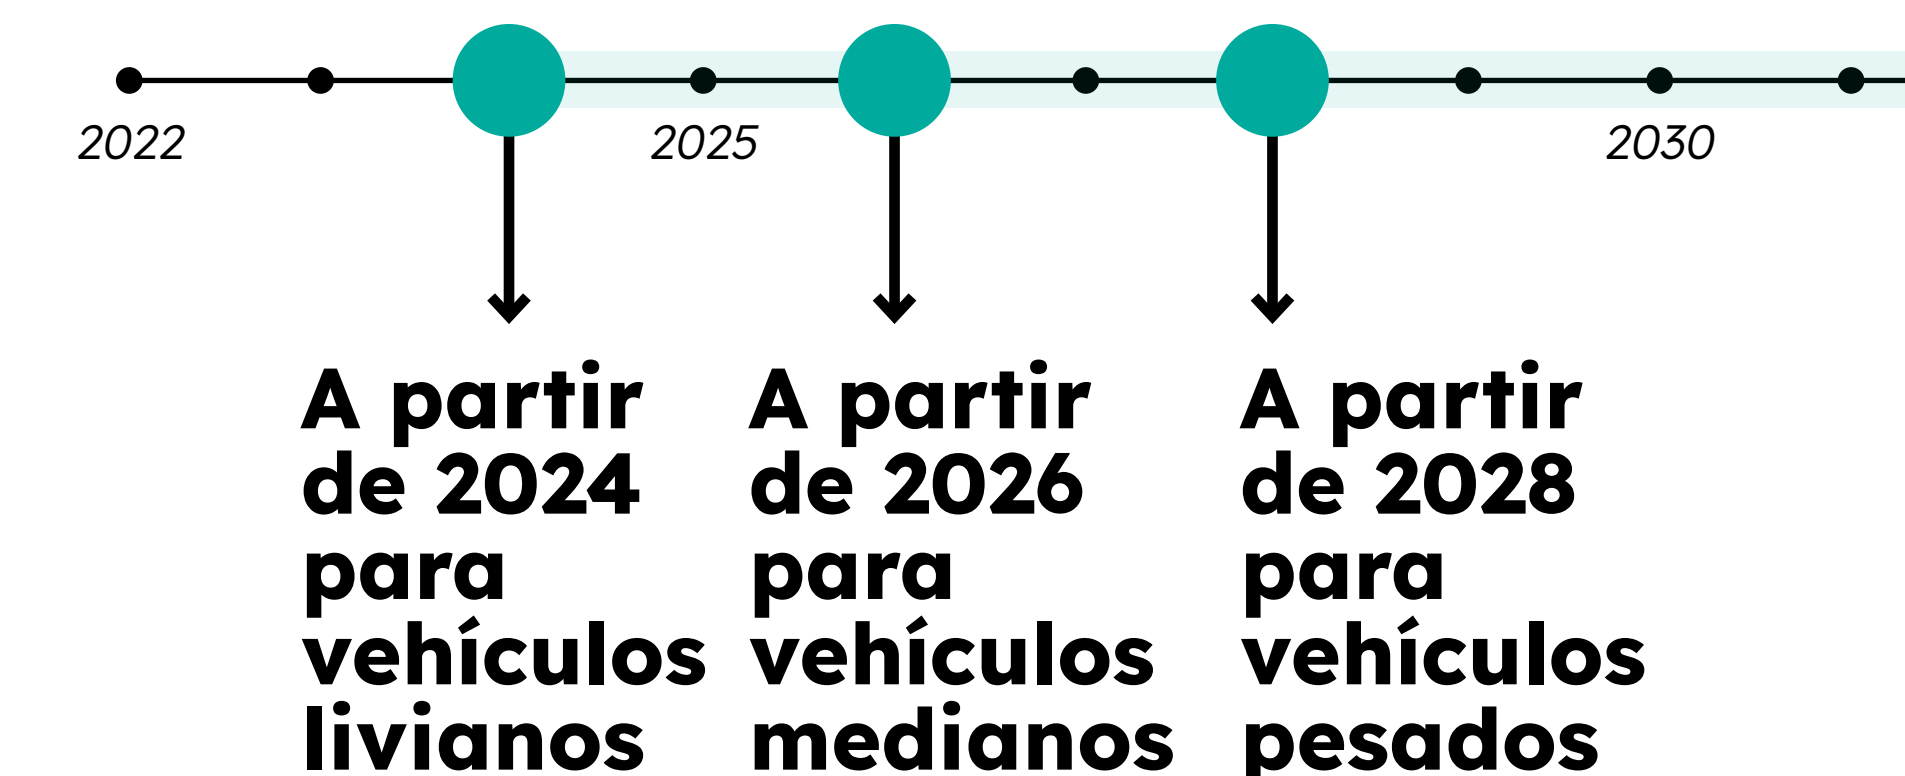 2022
2025
2030
A partir
de 2024
para
vehículos
livianos
A partir
de 2026
para
vehículos
medianos
A partir
de 2028
para
vehículos
pesados